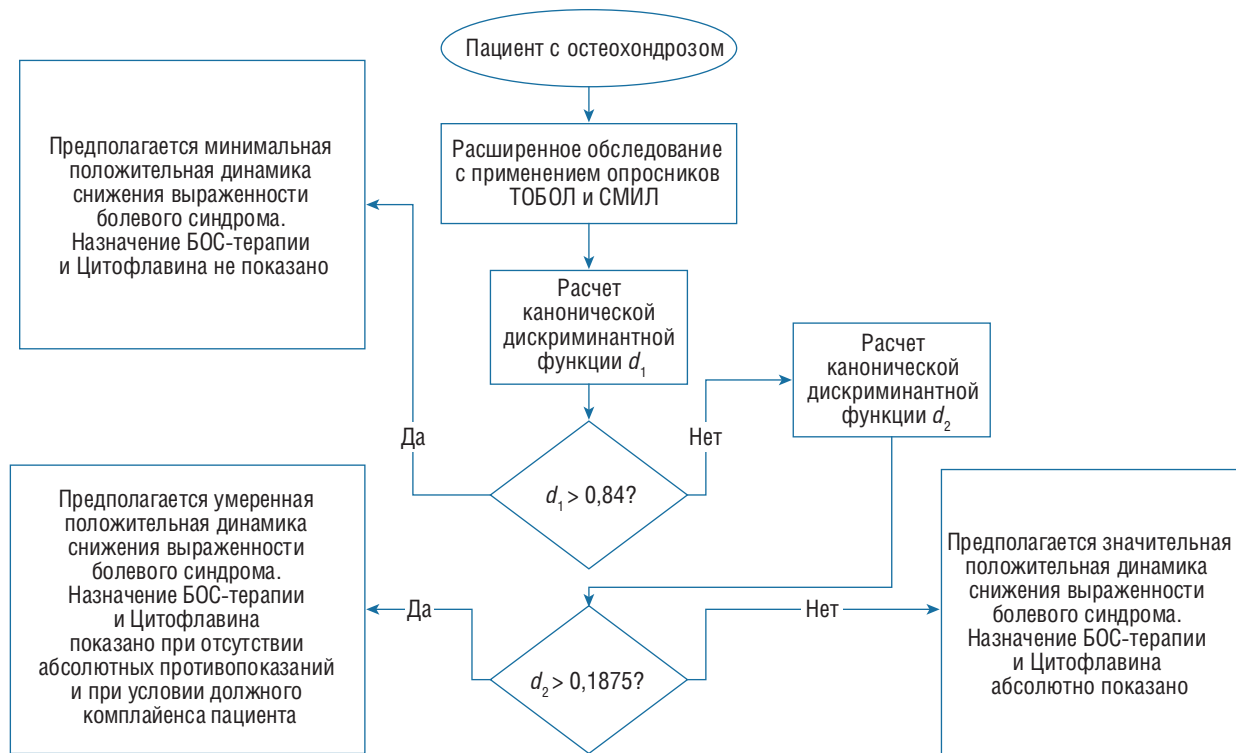 Пациент с остеохондрозом
Расширенное обследование
с применением опросников
ТОБОЛ и СМИЛ
Предполагается минимальная
положительная динамика
снижения выраженности
болевого синдрома.
Назначение БОС-терапии
и Цитофлавина не показано
Расчет
канонической
дискриминантной
функции d₁
Расчет
канонической
дискриминантной
функции d₂
Да
Нет
d₁ > 0,84?
Предполагается умеренная
положительная динамика
снижения выраженности
болевого синдрома.
Назначение БОС-терапии
и Цитофлавина
показано при отсутствии
абсолютных противопоказаний
и при условии должного
комплайенса пациента
Да
Нет
d₂ > 0,1875?
Предполагается значительная
положительная динамика
снижения выраженности
болевого синдрома.
Назначение БОС-терапии
и Цитофлавина
абсолютно показано